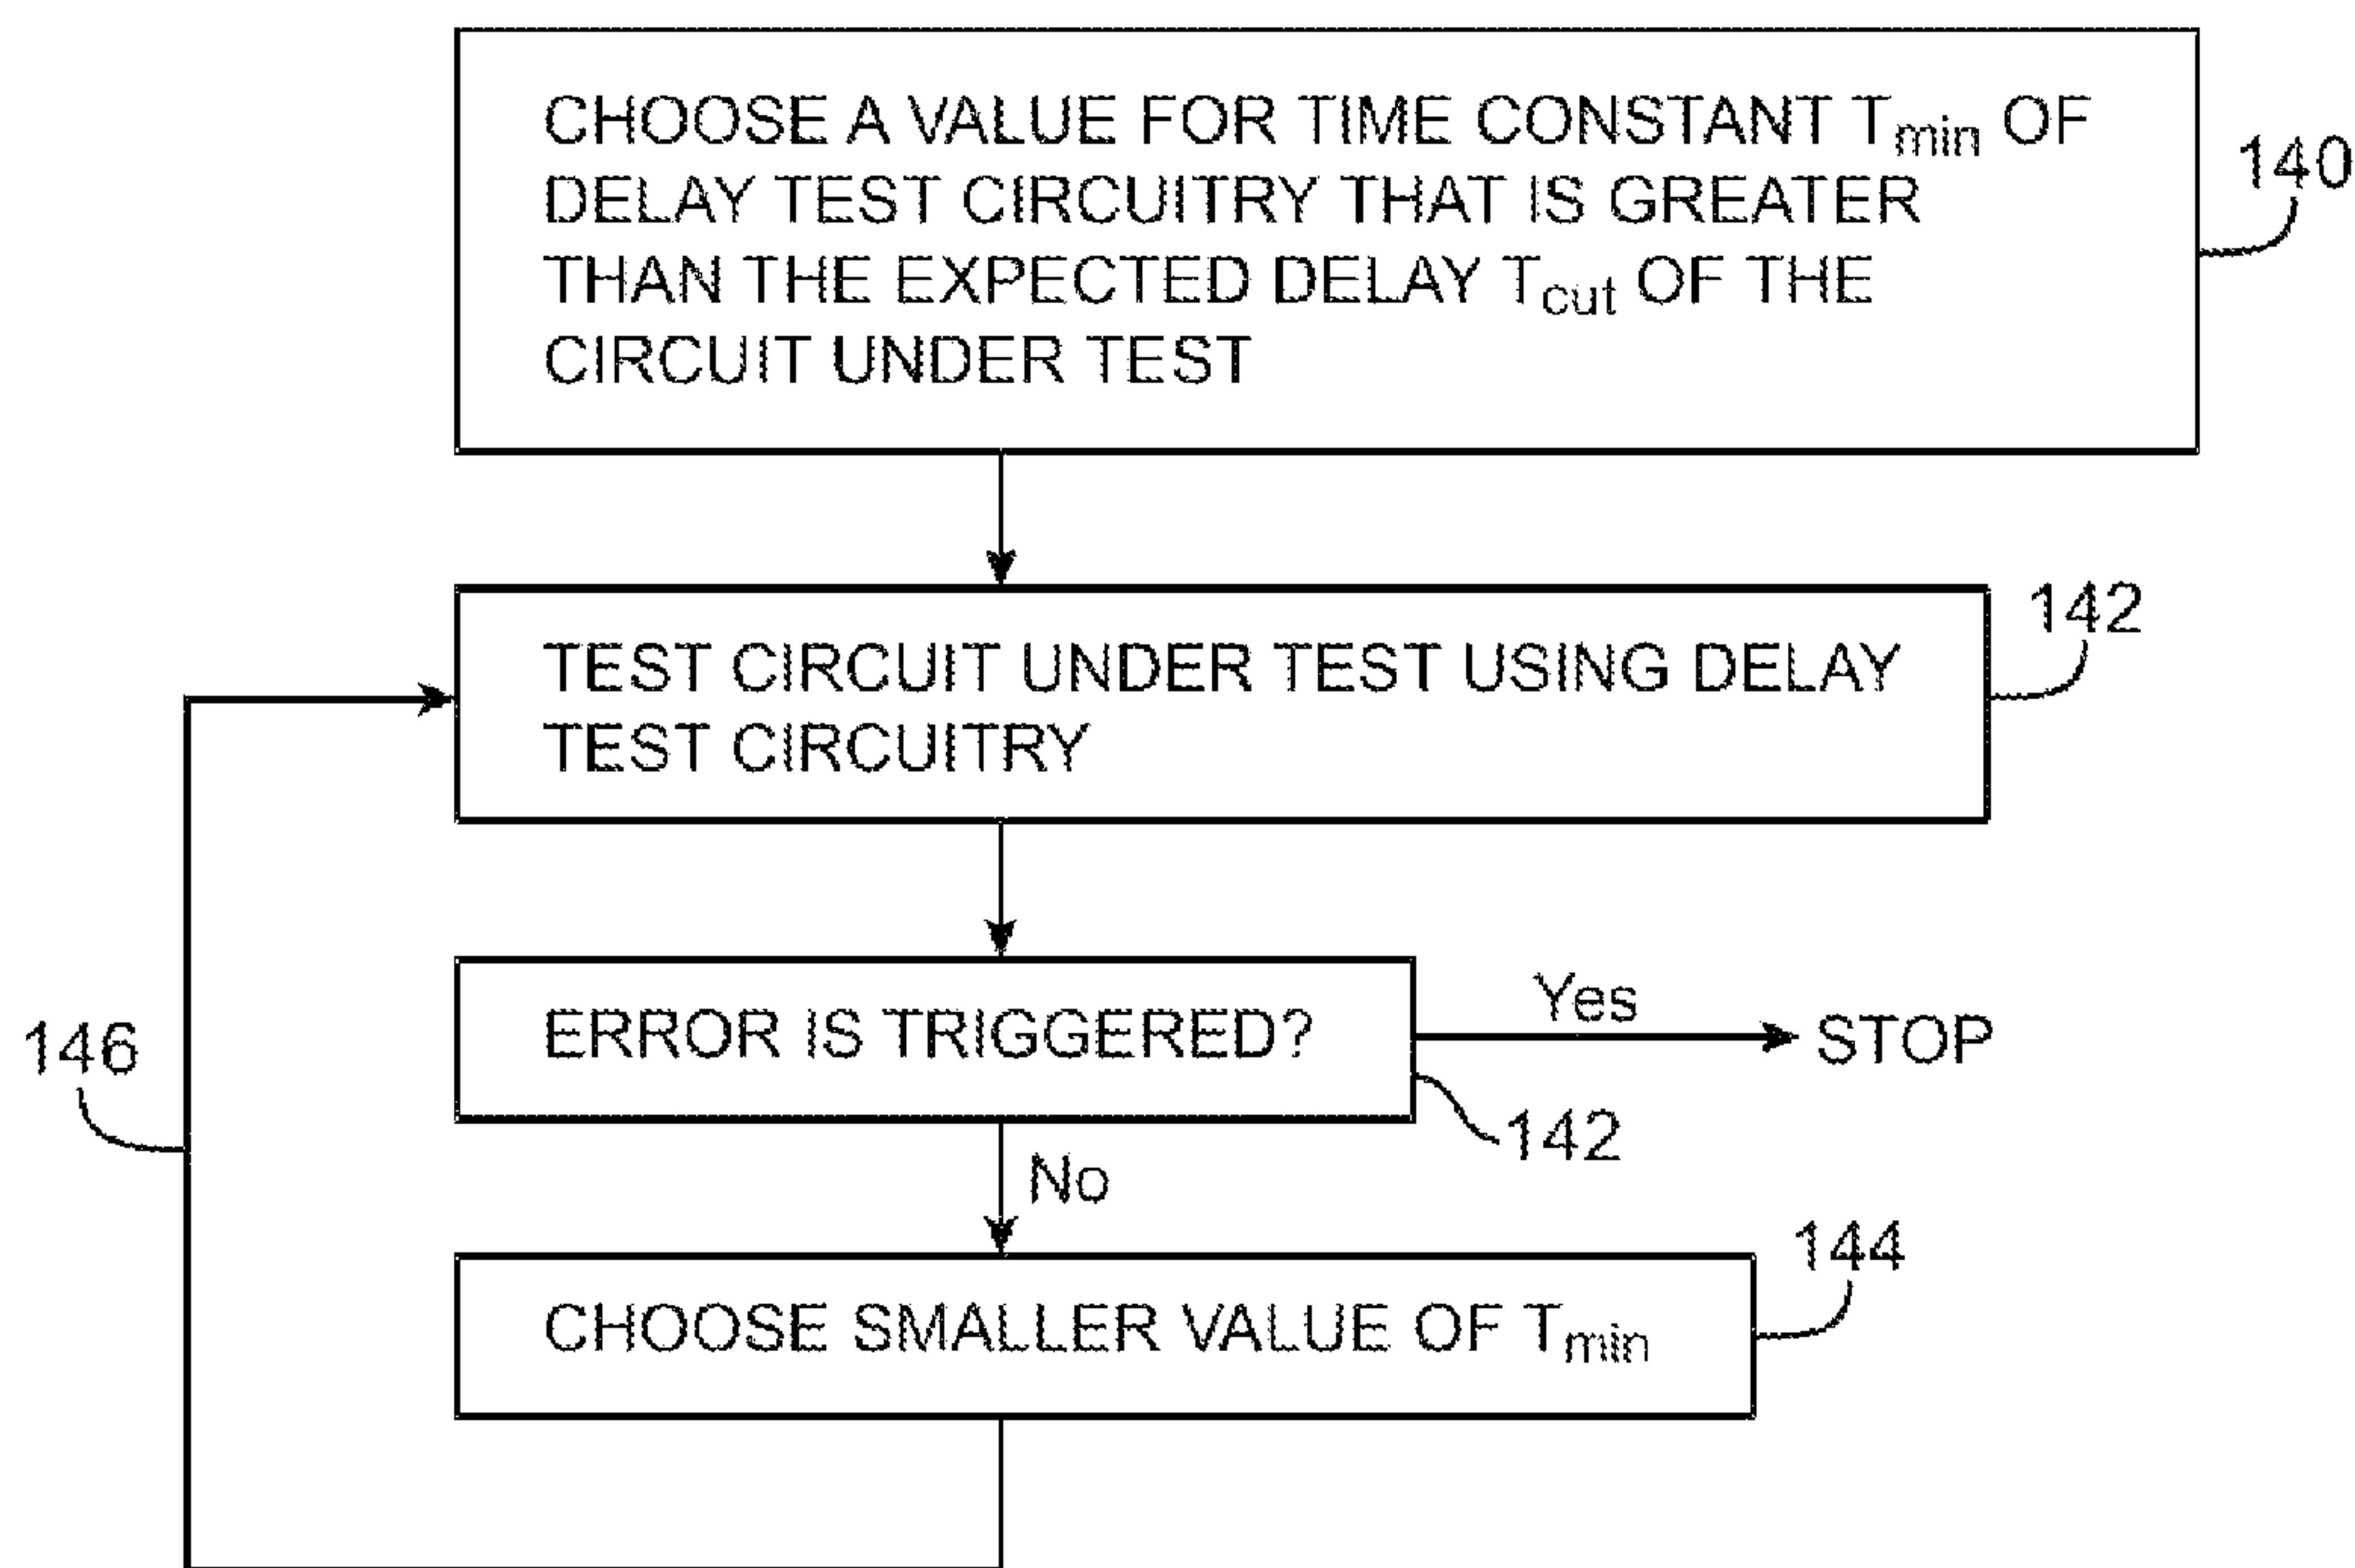 CHOOSE A VALUE FOR TIME CONSTANT Tmin OF
DELAY TEST CIRCUITRY THAT IS GREATER
THAN THE EXPECTED DELAY Tcut OF THE
CIRCUIT UNDER TEST
140
TEST CIRCUIT UNDER TEST USING DELAY
TEST CIRCUITRY
142
ERROR IS TRIGGERED?
Yes
STOP
142
146
No
CHOOSE SMALLER VALUE OF Tmin
144